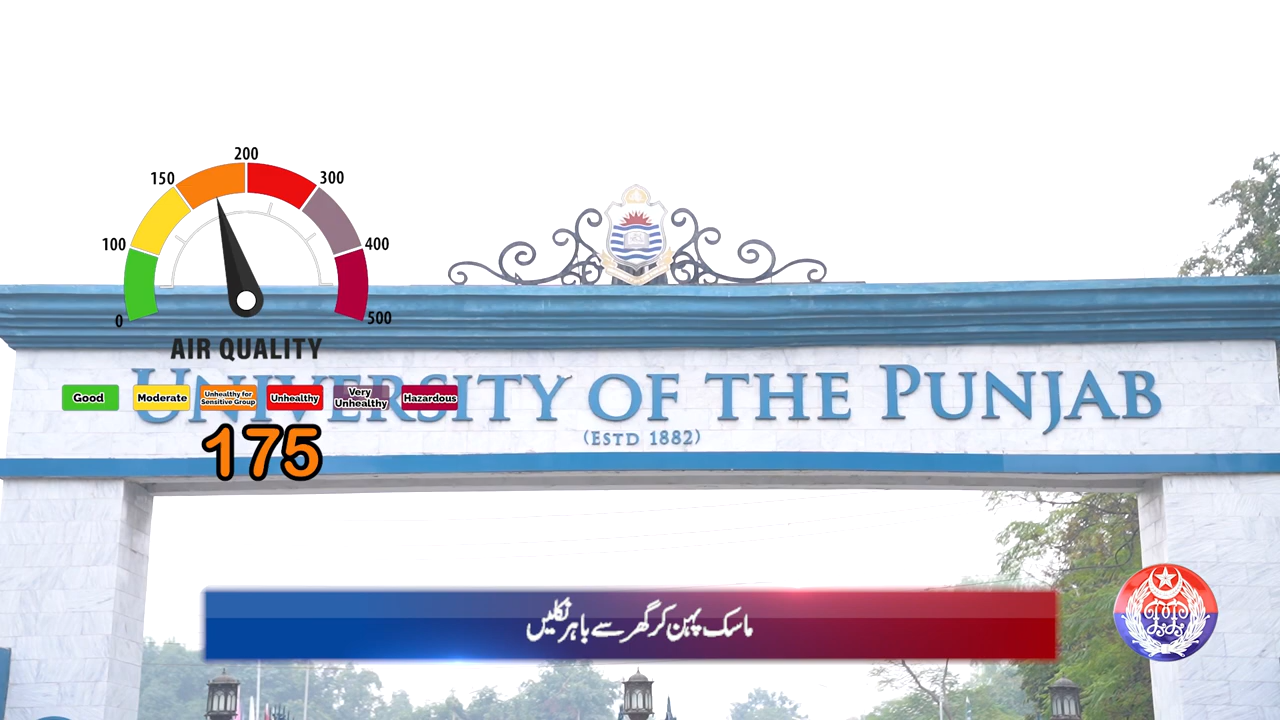 200
150
300
100
400
0
500
AIR QUALITY
Good
Moderate
Unhealthy for
Sensitive Group
Unhealthy
Very
Unhealthy
Hazardous
UNIVERSITY OF THE PUNJAB
(ESTD 1882)
175
ماسک پہن کر گھر سے باہر نکلیں